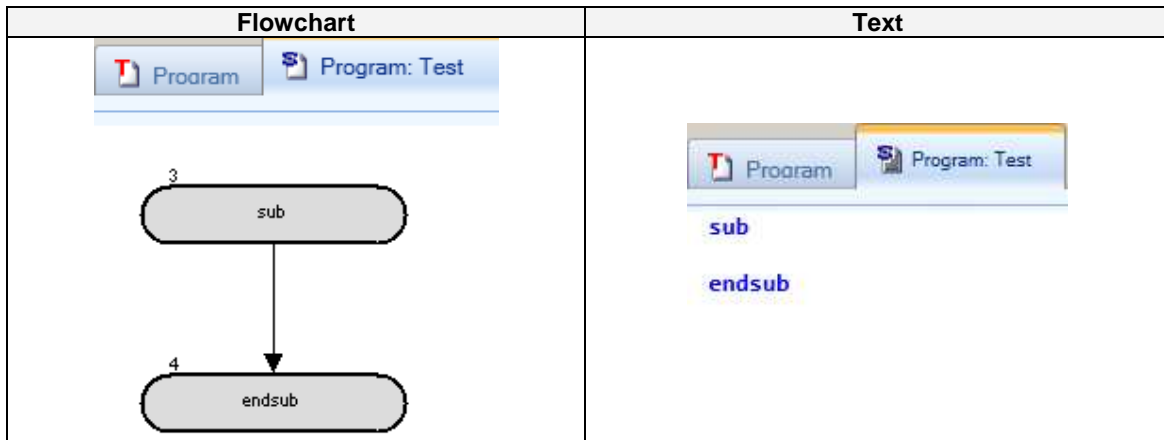 Flowchart
Text
Program
Program: Test
3
sub
4
endsub
Program
Program: Test
sub
endsub